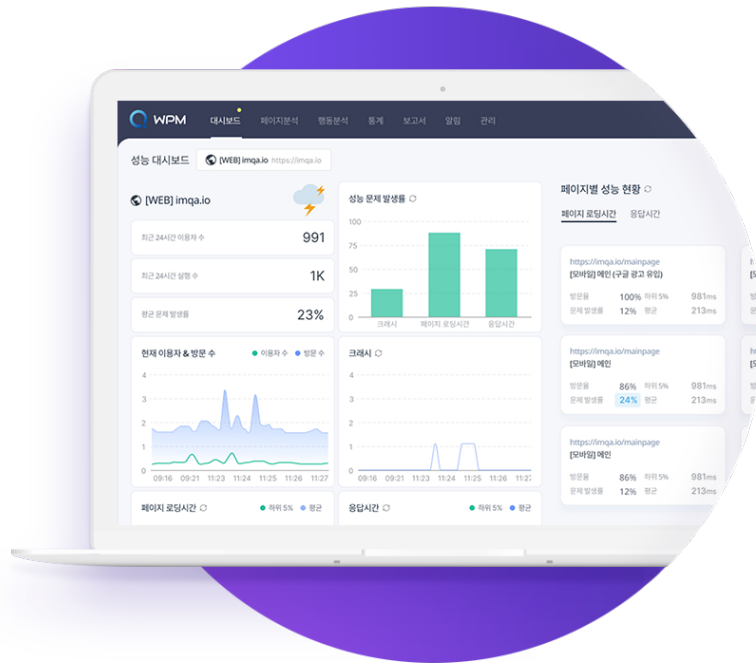 WPM 대시보드 페이지분석 행동분석 통계 보고서 알림 관리
성능 대시보드 [WEB] imqa.io https://imqa.io
[WEB] imqa.io
최근 24시간 이용자 수 991
최근 24시간 실행 수 1K
평균 문제 발생률 23%
성능 문제 발생률
100
75
50
25
0
크래시 페이지 로딩시간 응답시간
현재 이용자 & 방문 수 이용자 수 방문 수
4
3
2
1
0
09:16 09:21 11:23 11:24 11:25 11:26 11:27
크래시
4
3
2
1
0
09:16 09:21 11:23 11:24 11:25 11:26
페이지 로딩시간 하위 5% 평균
응답시간 하위 5% 평균
페이지별 성능 현황
페이지 로딩시간 응답시간
https://imqa.io/mainpage
[모바일] 메인 (구글 광고 유입)
방문율 100% 하위 5% 981ms
문제 발생률 12% 평균 213ms
https://imqa.io/mainpage
[모바일] 메인
방문율 86% 하위 5% 981ms
문제 발생률 24% 평균 213ms
https://imqa.io/mainpage
[모바일] 메인
방문율 86% 하위 5% 981ms
문제 발생률 12% 평균 213ms